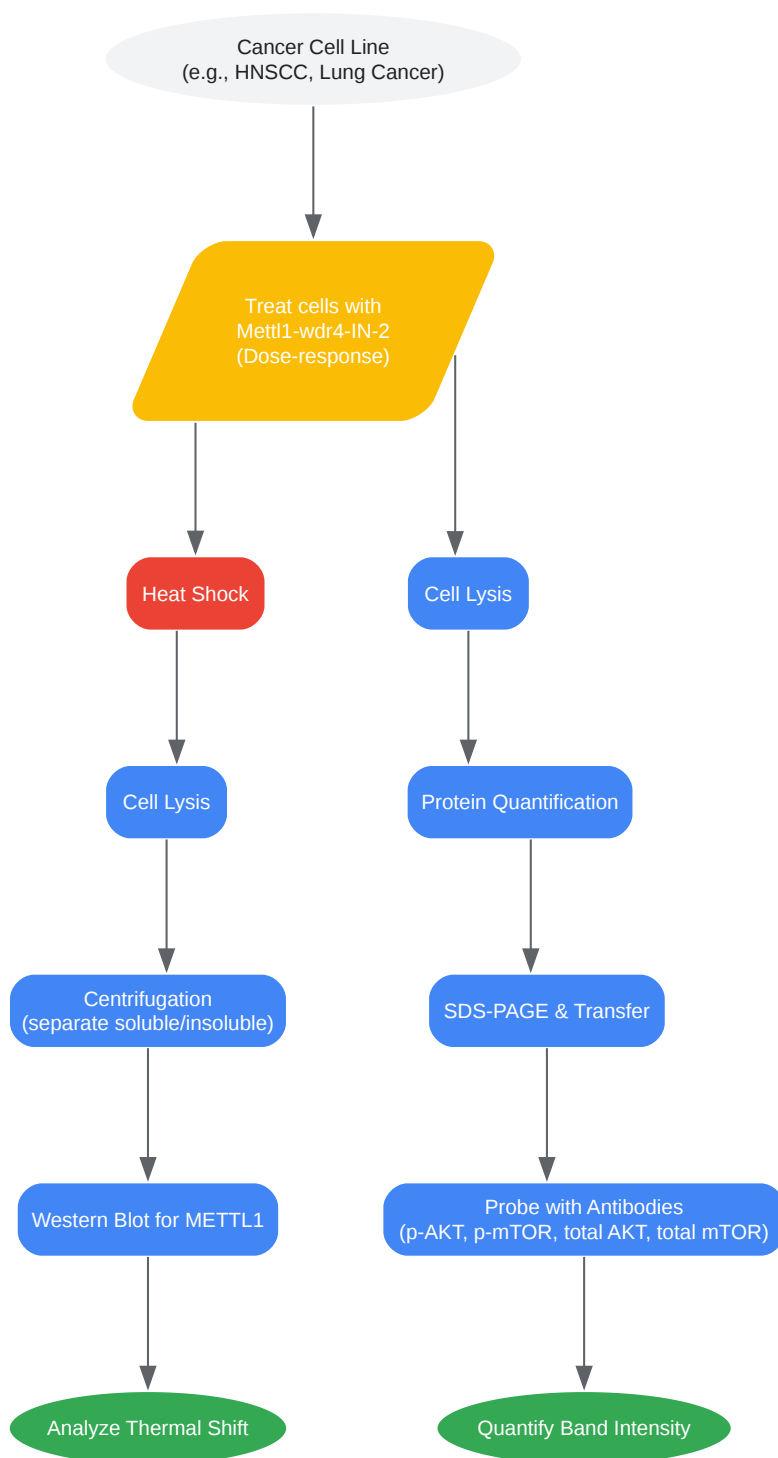 Cancer Cell Line
(e.g., HNSCC, Lung Cancer)
Treat cells with
Mettl1-wdr4-IN-2
(Dose-response)
Heat Shock
Cell Lysis
Cell Lysis
Protein Quantification
Centrifugation
(separate soluble/insoluble)
SDS-PAGE & Transfer
Western Blot for METTL1
Probe with Antibodies
(p-AKT, p-mTOR, total AKT, total mTOR)
Analyze Thermal Shift
Quantify Band Intensity